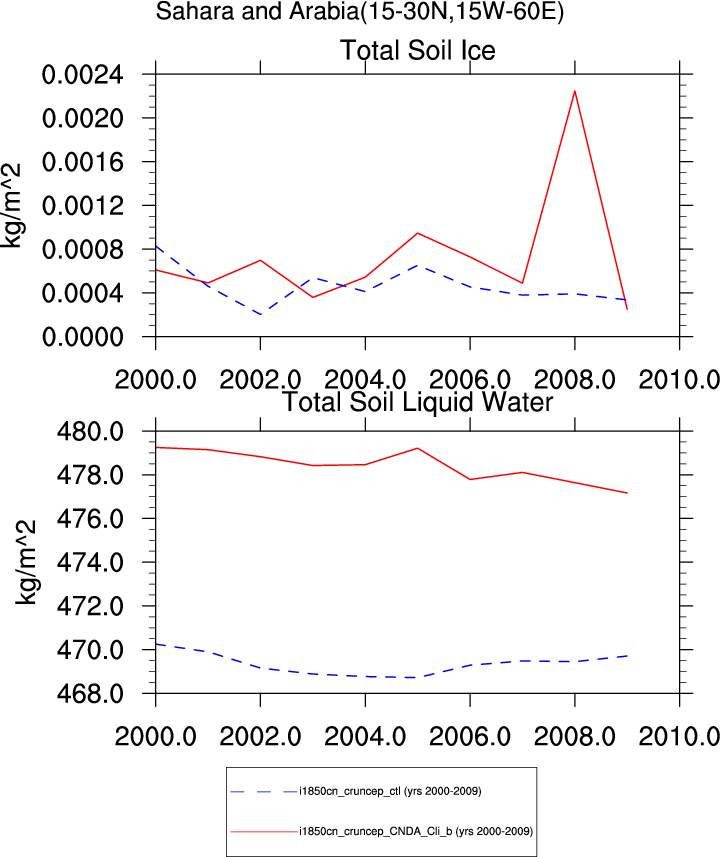 Sahara and Arabia(15-30N,15W-60E)
Total Soil Ice
kg/m^2
0.0024
0.0020
0.0016
0.0012
0.0008
0.0004
0.0000
2000.0 2002.0 2004.0 2006.0 2008.0 2010.0
Total Soil Liquid Water
kg/m^2
480.0
478.0
476.0
474.0
472.0
470.0
468.0
2000.0 2002.0 2004.0 2006.0 2008.0 2010.0
i1850cn_cruncep_ctl (yrs 2000-2009)
i1850cn_cruncep_CNDA_Cli_b (yrs 2000-2009)